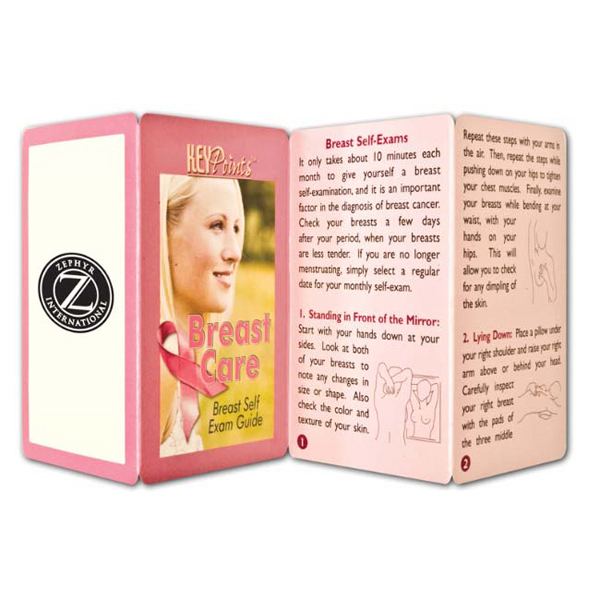 ZEPHYR
Z
INTERNATIONAL
KEYPoints™
Breast
Care
Breast Self
Exam Guide
Breast Self-Exams
It only takes about 10 minutes each
month to give yourself a breast
self-examination, and it is an important
factor in the diagnosis of breast cancer.
Check your breasts a few days
after your period, when your breasts
are less tender. If you are no longer
menstruating, simply select a regular
date for your monthly self-exam.
1. Standing in Front of the Mirror:
Start with your hands down at your
sides. Look at both
of your breasts to
note any changes in
size or shape. Also
check the color and
texture of your skin.
1
Repeat these steps with your arms in
the air. Then, repeat the steps while
pushing down on your hips to tighten
your chest muscles. Finally, examine
your breasts while bending at your
waist, with your
hands on your
hips. This will
allow you to check
for any dimpling of
the skin.
2. Lying Down: Place a pillow under
your right shoulder and raise your right
arm above or behind your head.
Carefully inspect
your right breast
with the pads of
the three middle
2